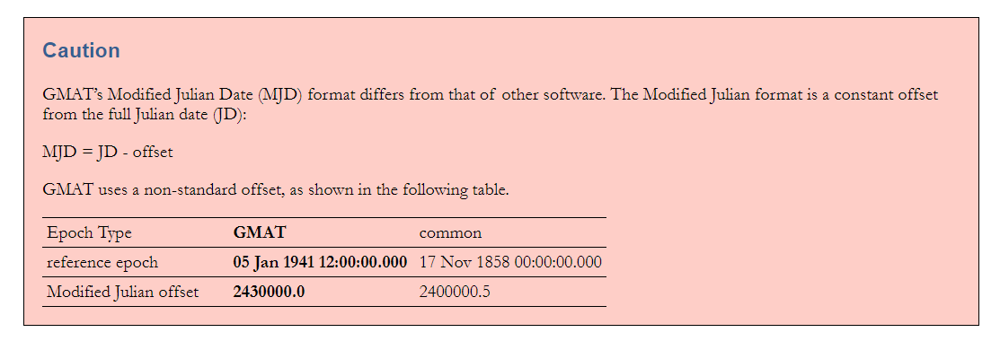 Caution
GMAT’s Modified Julian Date (MJD) format differs from that of other software. The Modified Julian format is a constant offset
from the full Julian date (JD):
MJD = JD - offset
GMAT uses a non-standard offset, as shown in the following table.
Epoch Type GMAT common
reference epoch 05 Jan 1941 12:00:00.000 17 Nov 1858 00:00:00.000
Modified Julian offset 2430000.0 2400000.5